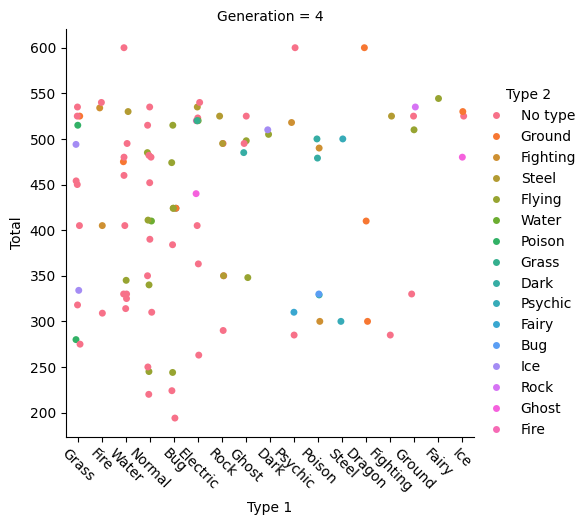 Generation = 4
Total
600
550
500
450
400
350
300
250
200
Grass
Fire
Water
Normal
Bug
Electric
Rock
Ghost
Dark
Psychic
Poison
Steel
Dragon
Fighting
Ground
Fairy
Ice
Type 1
Type 2
No type
Ground
Fighting
Steel
Flying
Water
Poison
Grass
Dark
Psychic
Fairy
Bug
Ice
Rock
Ghost
Fire